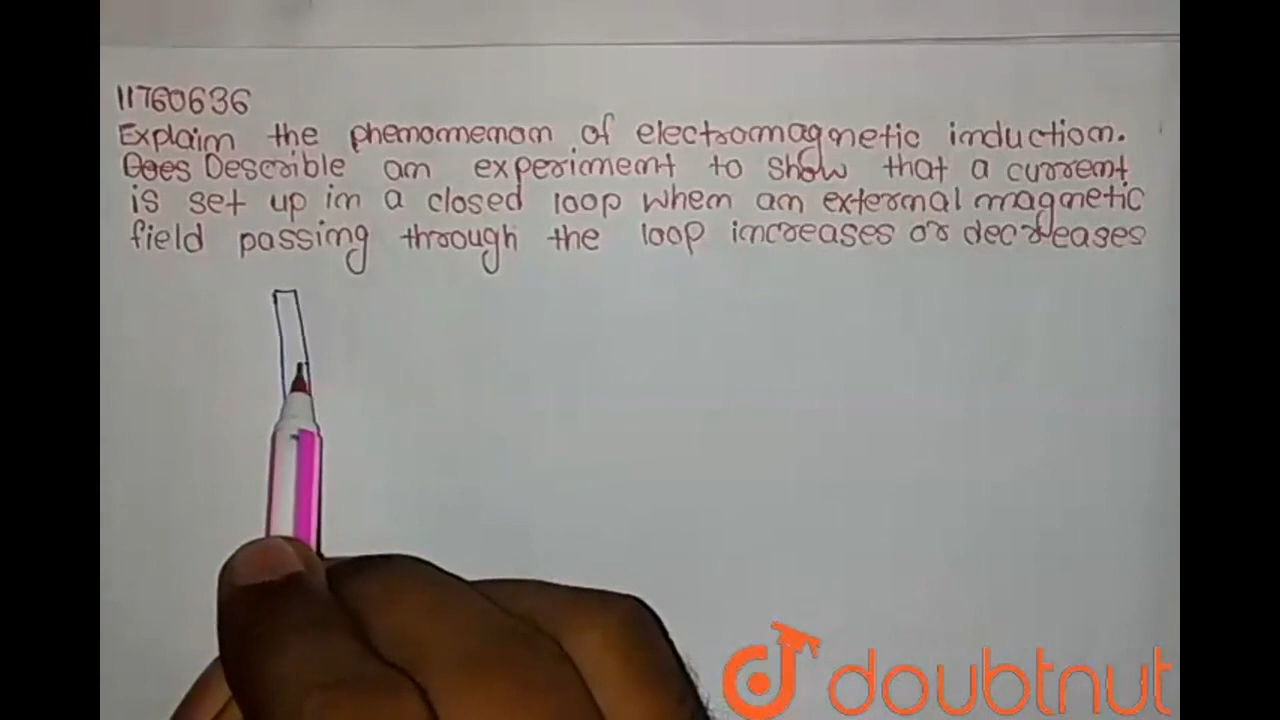 11760636
Explain the phenomenon of electromagnetic induction.
Does Describle an experiment to show that a current
is set up in a closed loop when an external magnetic
field passing through the loop increases or decreases
doubtnut